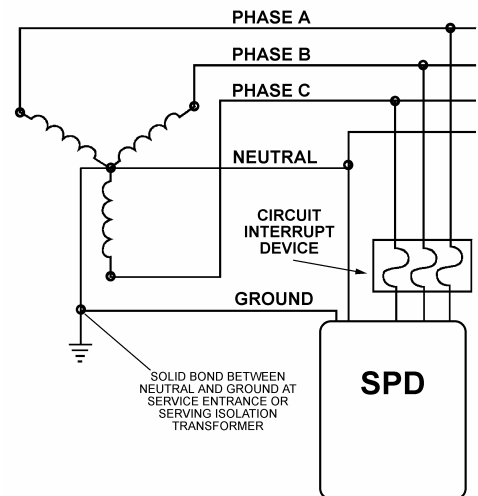 PHASE A
PHASE B
PHASE C
NEUTRAL
CIRCUIT
INTERRUPT
DEVICE
GROUND
SOLID BOND BETWEEN
NEUTRAL AND GROUND AT
SERVICE ENTRANCE OR
SERVING ISOLATION
TRANSFORMER
SPD